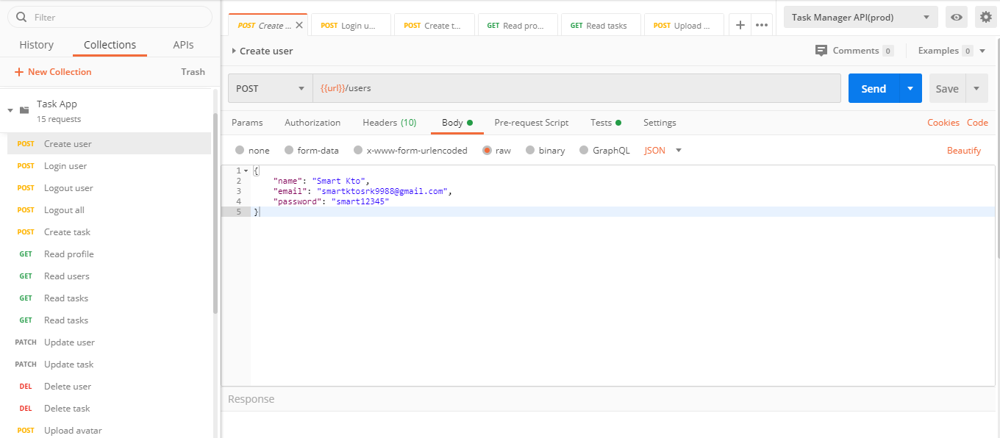 Filter
History Collections APIs
+ New Collection Trash
Task App
15 requests
POST Create user
POST Login user
POST Logout user
POST Logout all
POST Create task
GET Read profile
GET Read users
GET Read tasks
GET Read tasks
PATCH Update user
PATCH Update task
DEL Delete user
DEL Delete task
POST Upload avatar
POST Create ... POST Login u... POST Create t... GET Read pro... GET Read tasks POST Upload ... Task Manager API(prod)
Create user Comments 0 Examples 0
POST {{url}}/users Send Save
Params Authorization Headers (10) Body Pre-request Script Tests Settings Cookies Code
none form-data x-www-form-urlencoded raw binary GraphQL JSON Beautify
1 {
2 "name": "Smart Kto",
3 "email": "smartktosrk9988@gmail.com",
4 "password": "smart12345"
5 }
Response